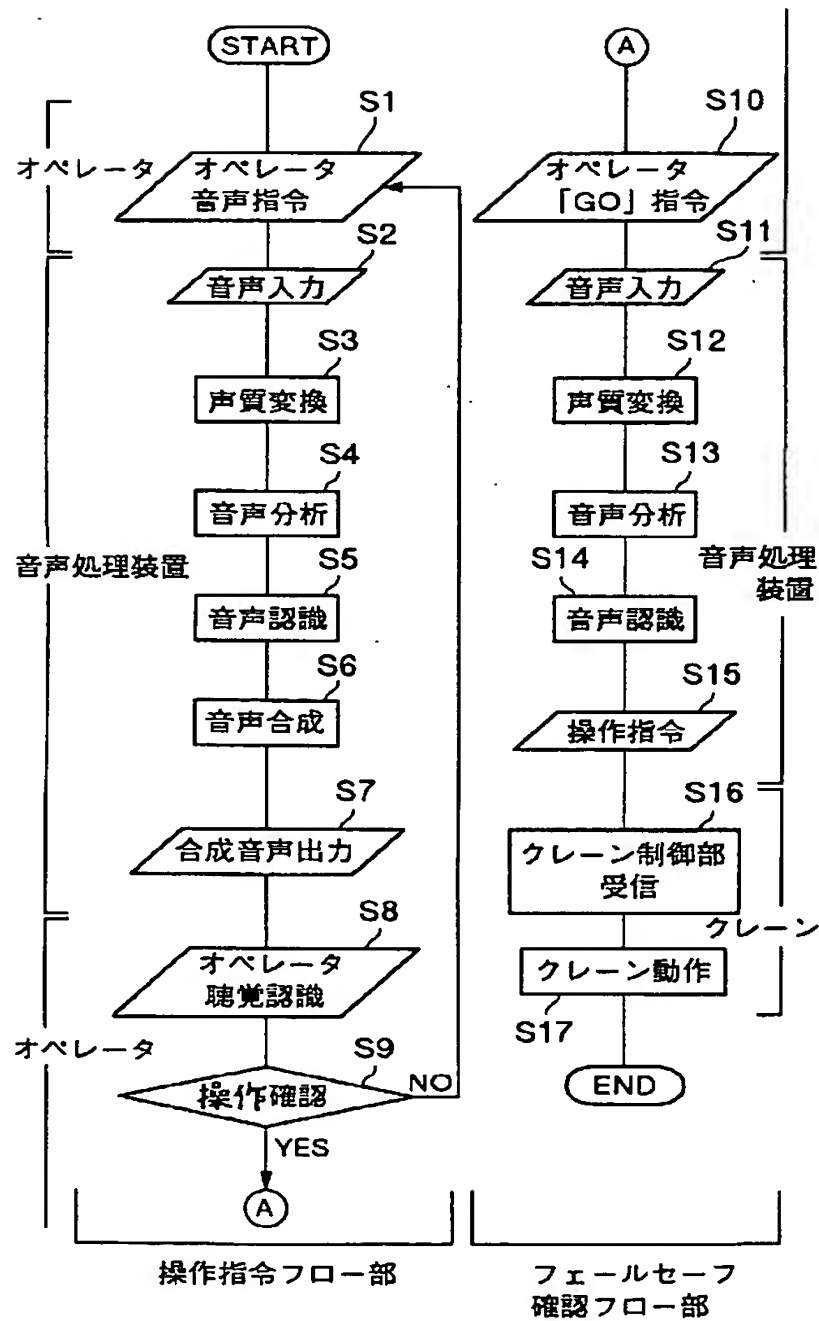 START
S1
オペレータ
オペレータ
音声指令
S2
音声入力
S3
声質変換
S4
音声分析
音声処理装置
S5
音声認識
S6
音声合成
S7
合成音声出力
S8
オペレータ
聴覚認識
オペレータ
S9
操作確認
NO
YES
A
操作指令フロー部
A
S10
オペレータ
「GO」指令
S11
音声入力
S12
声質変換
S13
音声分析
音声処理
装置
S14
音声認識
S15
操作指令
S16
クレーン制御部
受信
クレーン
クレーン動作
S17
END
フェールセーフ
確認フロー部